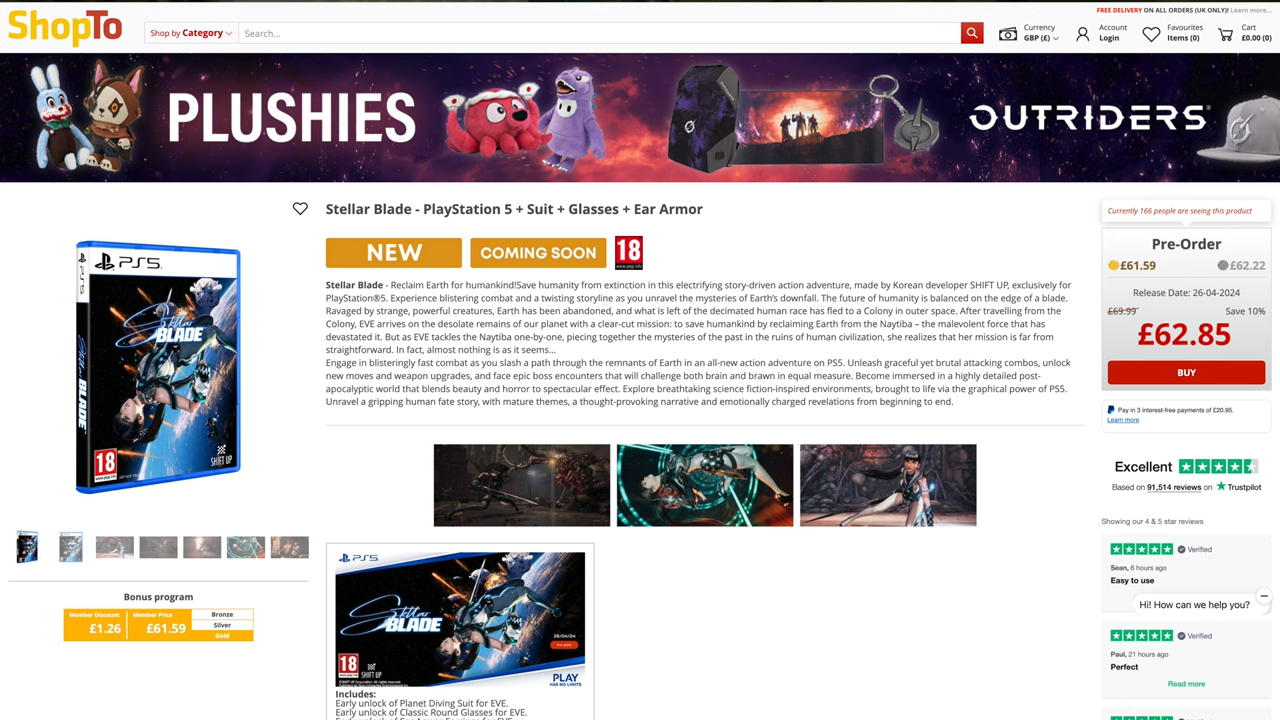 FREE DELIVERY ON ALL ORDERS (UK ONLY)! Learn more...
ShopTo
Shop by Category
Search...
Currency
GBP (£)
Account
Login
Favourites
Items (0)
Cart
£0.00 (0)
PLUSHIES
OUTRIDERS
Stellar Blade - PlayStation 5 + Suit + Glasses + Ear Armor
NEW
COMING SOON
18
www.pegi.info
Stellar Blade - Reclaim Earth for humankind!Save humanity from extinction in this electrifying story-driven action adventure, made by Korean developer SHIFT UP, exclusively for
PlayStation®5. Experience blistering combat and a twisting storyline as you unravel the mysteries of Earth's downfall. The future of humanity is balanced on the edge of a blade.
Ravaged by strange, powerful creatures, Earth has been abandoned, and what is left of the decimated human race has fled to a Colony in outer space. After travelling from the
Colony, EVE arrives on the desolate remains of our planet with a clear-cut mission: to save humankind by reclaiming Earth from the Naytiba – the malevolent force that has
devastated it. But as EVE tackles the Naytiba one-by-one, piecing together the mysteries of the past in the ruins of human civilization, she realizes that her mission is far from
straightforward. In fact, almost nothing is as it seems...
Engage in blisteringly fast combat as you slash a path through the remnants of Earth in an all-new action adventure on PS5. Unleash graceful yet brutal attacking combos, unlock
new moves and weapon upgrades, and face epic boss encounters that will challenge both brain and brawn in equal measure. Become immersed in a highly detailed post-
apocalyptic world that blends beauty and horror to spectacular effect. Explore breathtaking science fiction-inspired environments, brought to life via the graphical power of PS5.
Unravel a gripping human fate story, with mature themes, a thought-provoking narrative and emotionally charged revelations from beginning to end.
PS5
PS5
Stellar
BLADE
Stellar BLADE
18
SHIFT UP
Bonus program
Member Discount
£1.26
Member Price
£61.59
Bronze
Silver
Gold
PS5
Stellar
BLADE
26/04/24
18
SHIFT UP
PLAY
HAS NO LIMITS
Includes:
Early unlock of Planet Diving Suit for EVE.
Early unlock of Classic Round Glasses for EVE.
Currently 166 people are seeing this product
Pre-Order
£61.59
£62.22
Release Date: 26-04-2024
£69.99
Save 10%
£62.85
BUY
Pay in 3 interest-free payments of £20.95.
Learn more
Excellent
Based on 91,514 reviews on Trustpilot
Showing our 4 & 5 star reviews
Verified
Sean, 6 hours ago
Easy to use
Hi! How can we help you?
Verified
Paul, 21 hours ago
Perfect
Read more